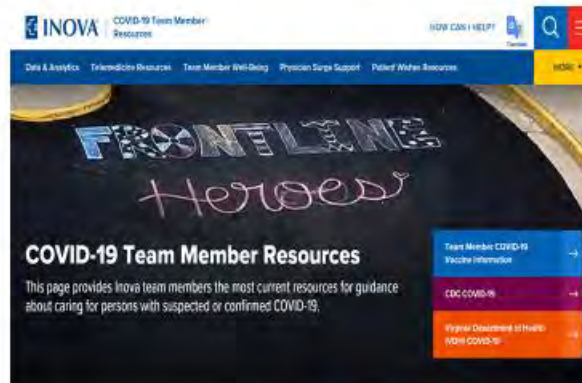 INOVA
COVID-19 Team Member
Resources
HOW CAN I HELP?
Translate
Data & Analytics
Telemedicine Resources
Team Member Well-Being
Physician Surge Support
Patient Wishes Resources
MORE +
FRONTLINE
Heroes
COVID-19 Team Member Resources
This page provides Inova team members the most current resources for guidance
about caring for persons with suspected or confirmed COVID-19.
Team Member COVID-19
Vaccine Information
CDC COVID-19
Virginia Department of Health
(VDH) COVID-19